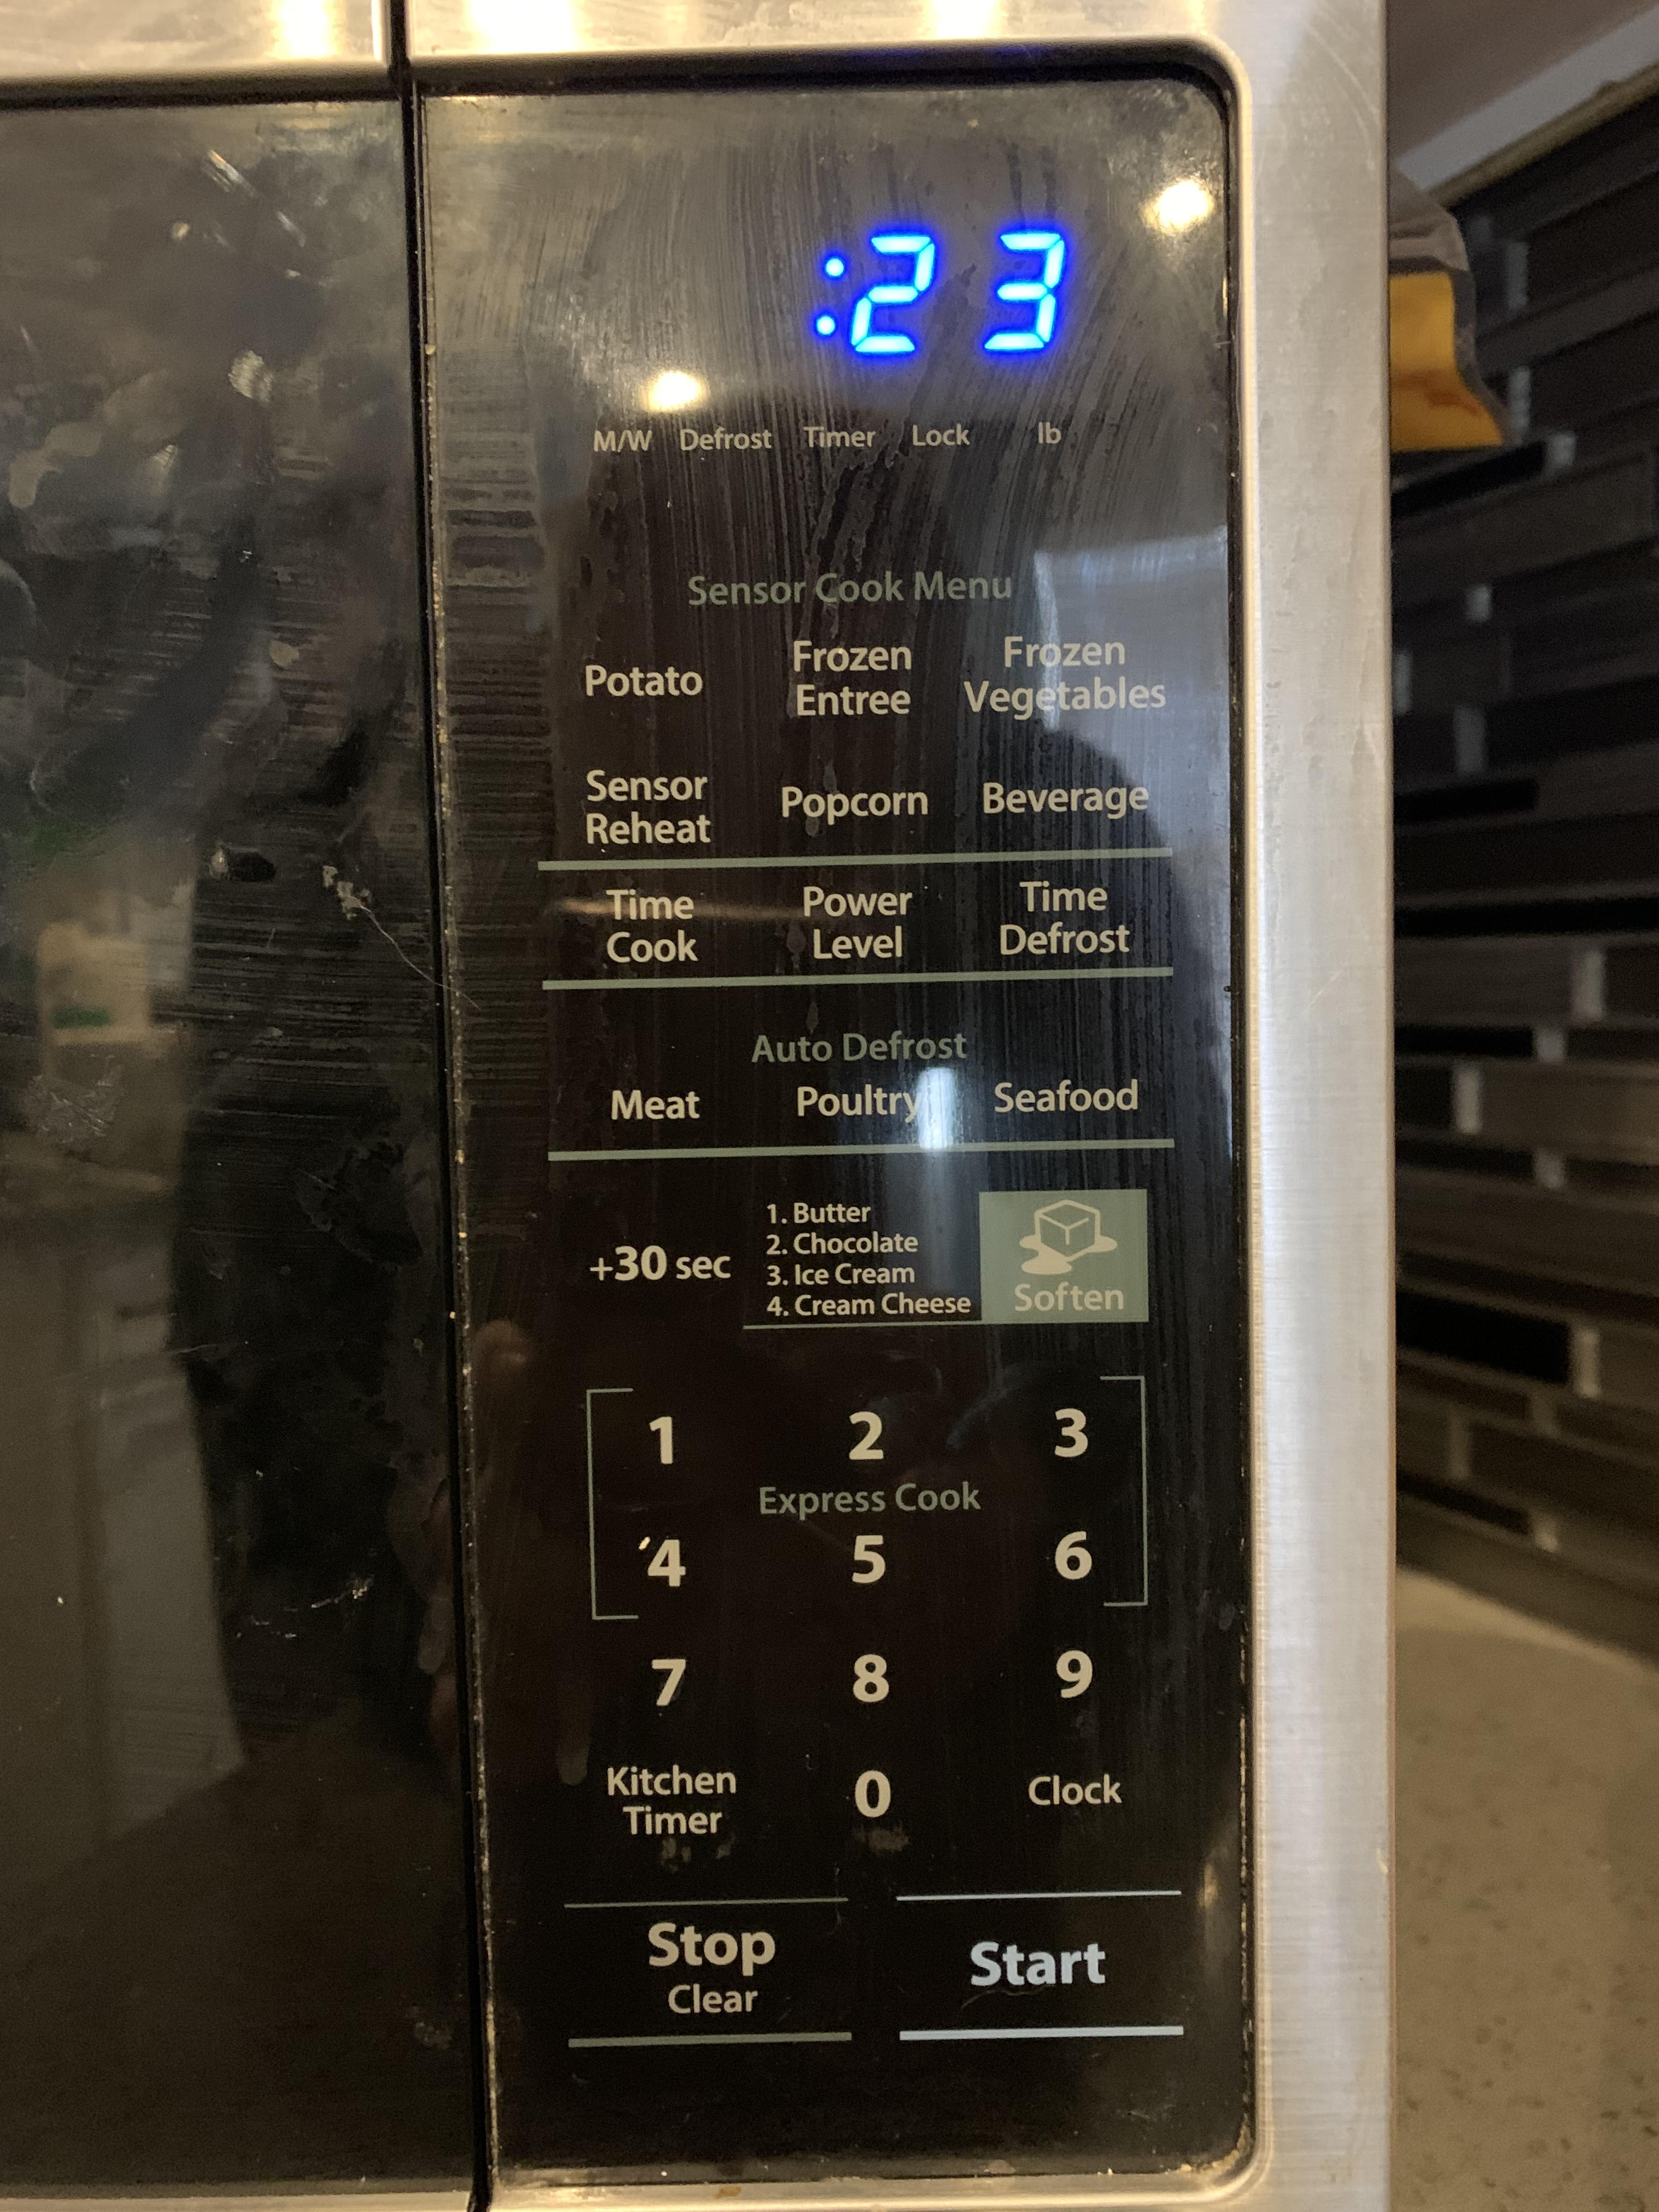 :23
M/W Defrost Timer Lock lb
Sensor Cook Menu
Potato
Frozen Entree
Frozen Vegetables
Sensor Reheat
Popcorn
Beverage
Time Cook
Power Level
Time Defrost
Auto Defrost
Meat Poultry Seafood
+30 sec
1. Butter
2. Chocolate
3. Ice Cream
4. Cream Cheese
Soften
1 2 3
Express Cook
4 5 6
7 8 9
Kitchen Timer
0
Clock
Stop
Clear
Start